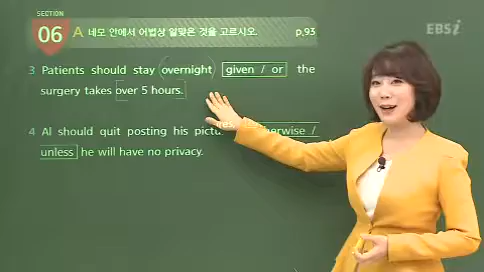 SECTION
06 A 네모 안에서 어법상 알맞은 것을 고르시오. p.93
EBSi
3 Patients should stay overnight given / or the
surgery takes over 5 hours.
4 Al should quit posting his otherwise /
unless he will have no privacy.